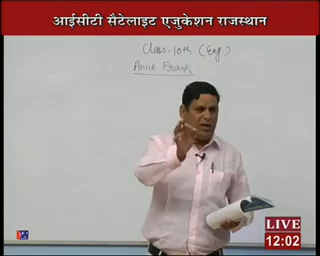 आईसीटी सैटेलाइट एजुकेशन राजस्थान
Class-10th (Eng)
Anne Frank
LIVE
12:02